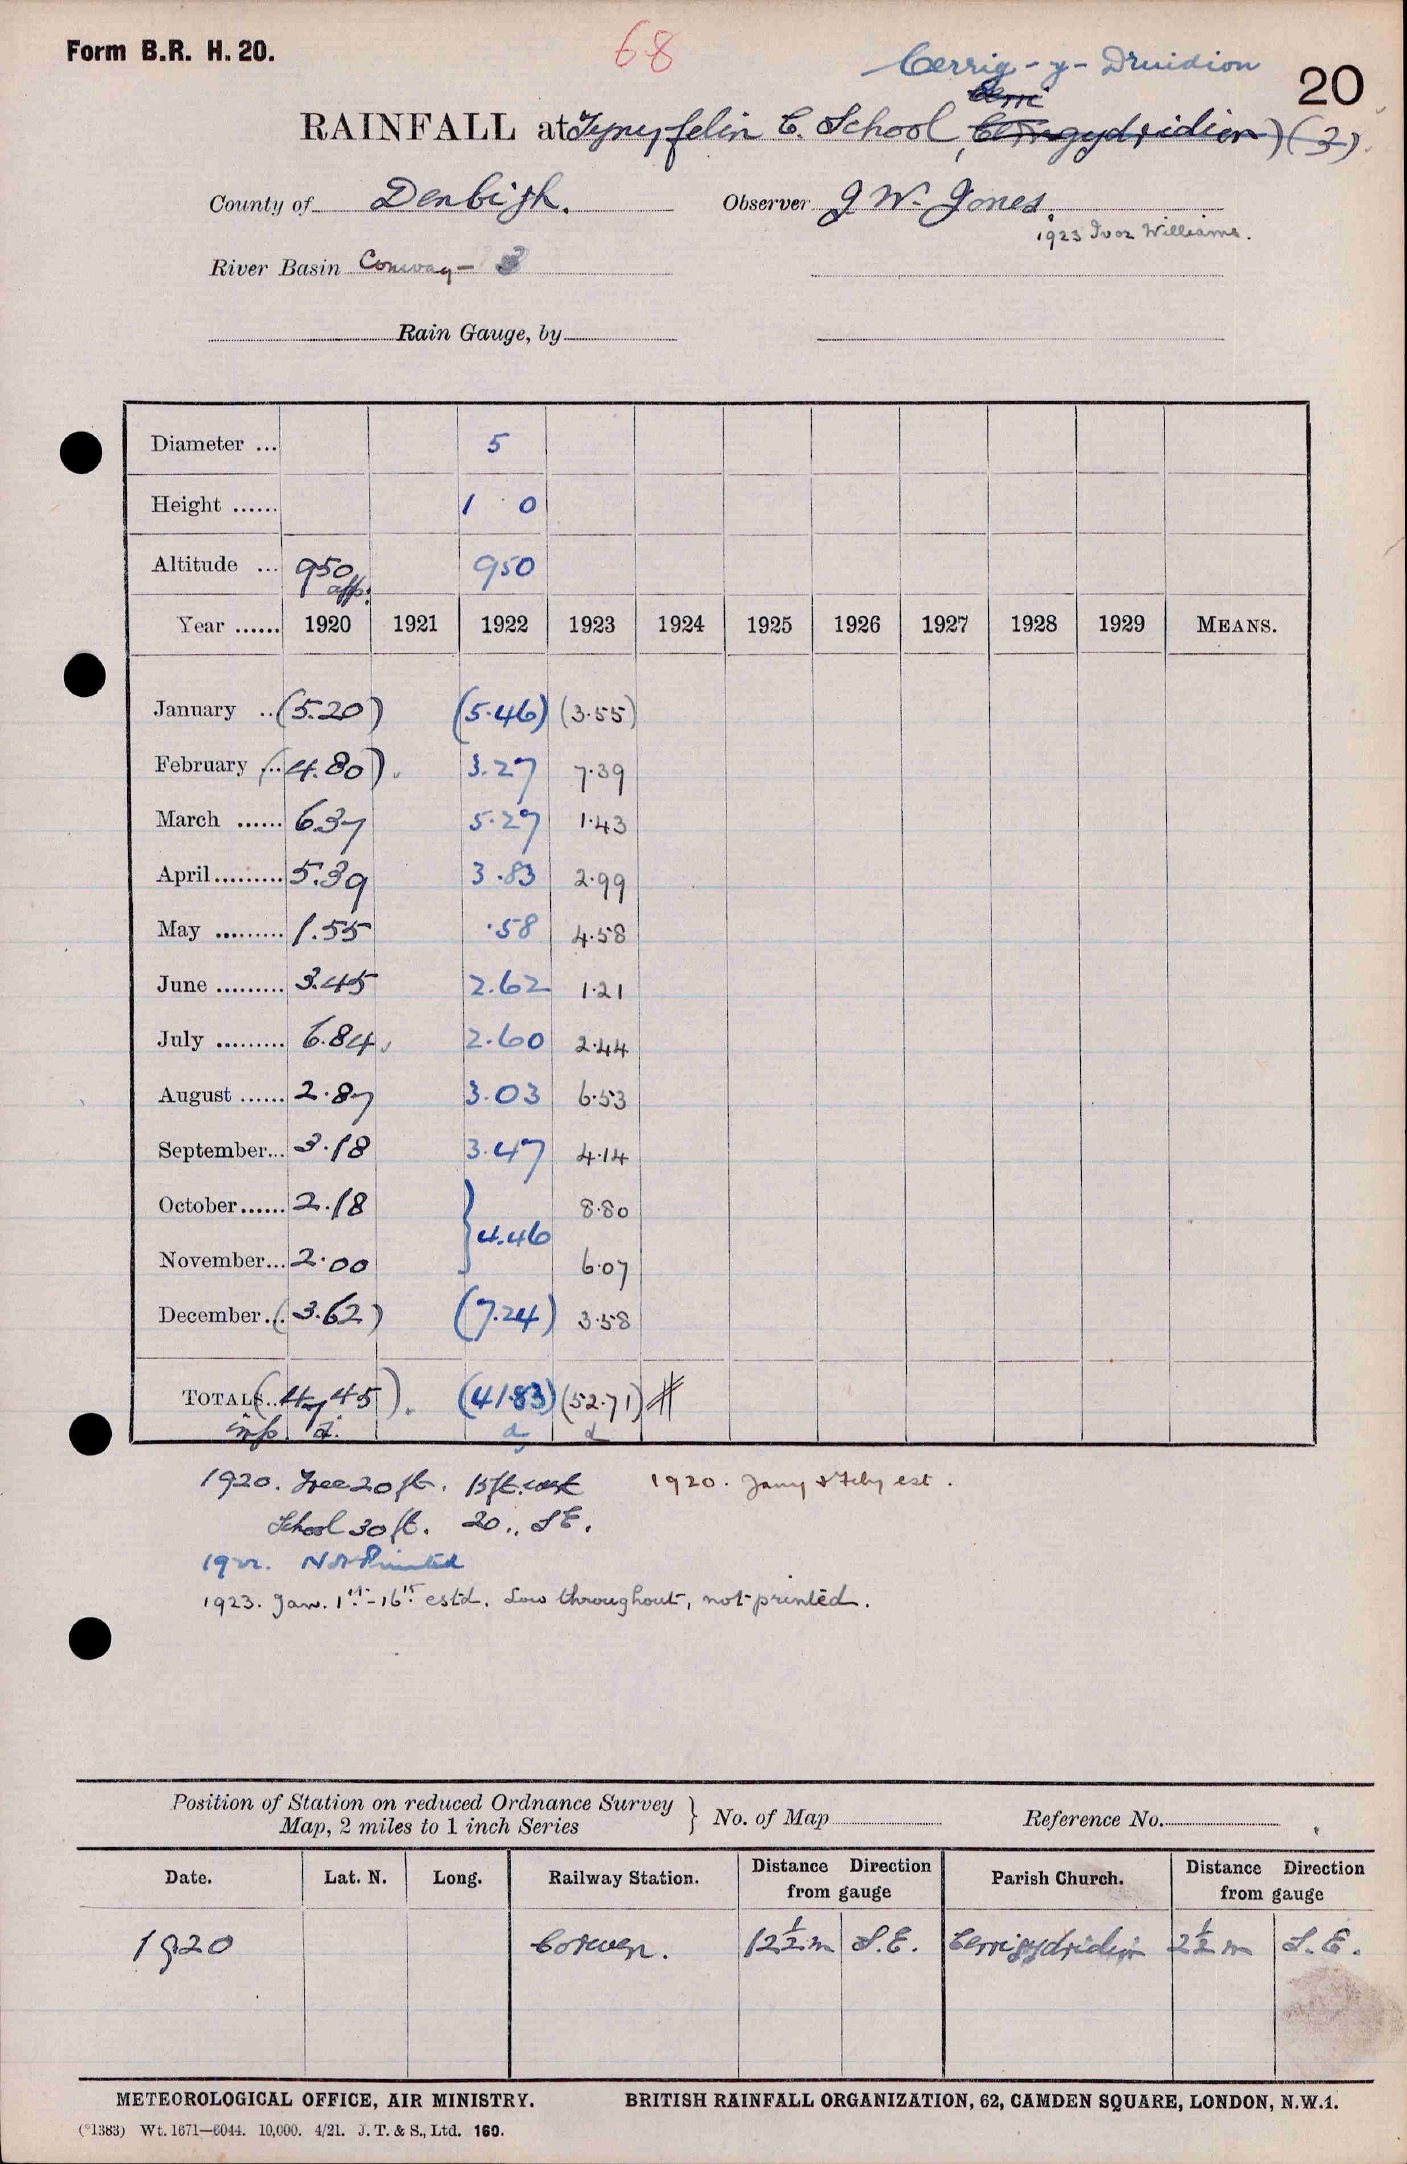 Form B.R. H. 20.
68
Cerrig-y-Druidion
20
RAINFALL at Tynyfelin C. School, Cerrigydruidion) (3)
County of Denbigh. Observer J W. Jones.
1923 Ivor Williams.
River Basin Conway - 3
Rain Gauge, by
Diameter ... 5
Height ...... 1 0
Altitude ... 950 app. 950
Year ...... 1920 1921 1922 1923 1924 1925 1926 1927 1928 1929 MEANS.
January .. (5.20) (5.46) (3.55)
February ... (4.80). 3.27 7.39
March ...... 6.37 5.27 1.43
April ......... 5.39 3.83 2.99
May ......... 1.55 .58 4.58
June ......... 3.45 2.62 1.21
July ......... 6.84 2.60 2.44
August ...... 2.87 3.03 6.53
September... 3.18 3.47 4.14
October ...... 2.18 } 4.46 8.80
November... 2.00 6.07
December... (3.62) (7.24) 3.58
TOTALS.. (47.45). (41.83) (52.71) #
1920. Tree 20 ft. 15 ft. west 1920. Jany & Feby est.
School 30 ft. 20 ,, S E.
1922. Not Printed
1923. Jan. 1st - 16th estd. Low throughout, not printed.
Position of Station on reduced Ordnance Survey Map, 2 miles to 1 inch Series } No. of Map Reference No.
Date. Lat. N. Long. Railway Station. Distance Direction from gauge Parish Church. Distance Direction from gauge
1920 Corwen. 12½ m S.E. Cerrigydruidion 2½ m S.E.
METEOROLOGICAL OFFICE, AIR MINISTRY. BRITISH RAINFALL ORGANIZATION, 62, CAMDEN SQUARE, LONDON, N.W.1.
(*1383) Wt. 1671—6044. 10,000. 4/21. J. T. & S., Ltd. 160.